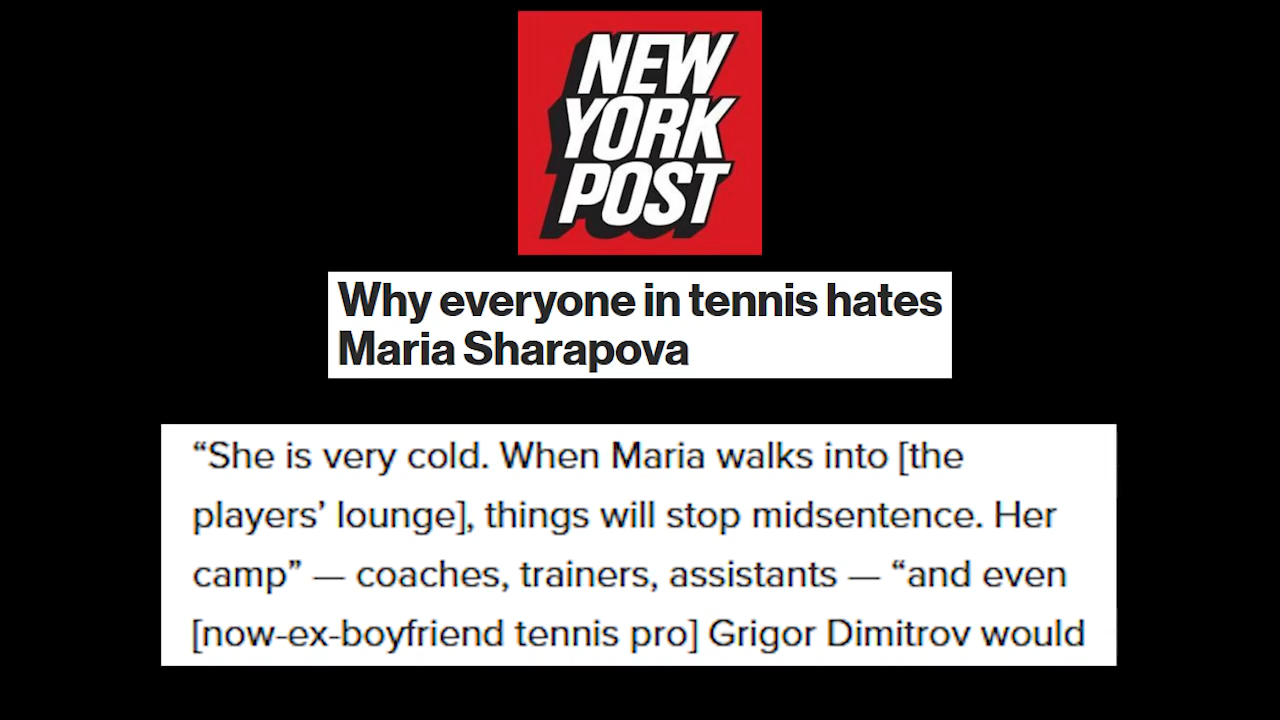 NEW
YORK
POST
Why everyone in tennis hates
Maria Sharapova
“She is very cold. When Maria walks into [the
players’ lounge], things will stop midsentence. Her
camp” — coaches, trainers, assistants — “and even
[now-ex-boyfriend tennis pro] Grigor Dimitrov would